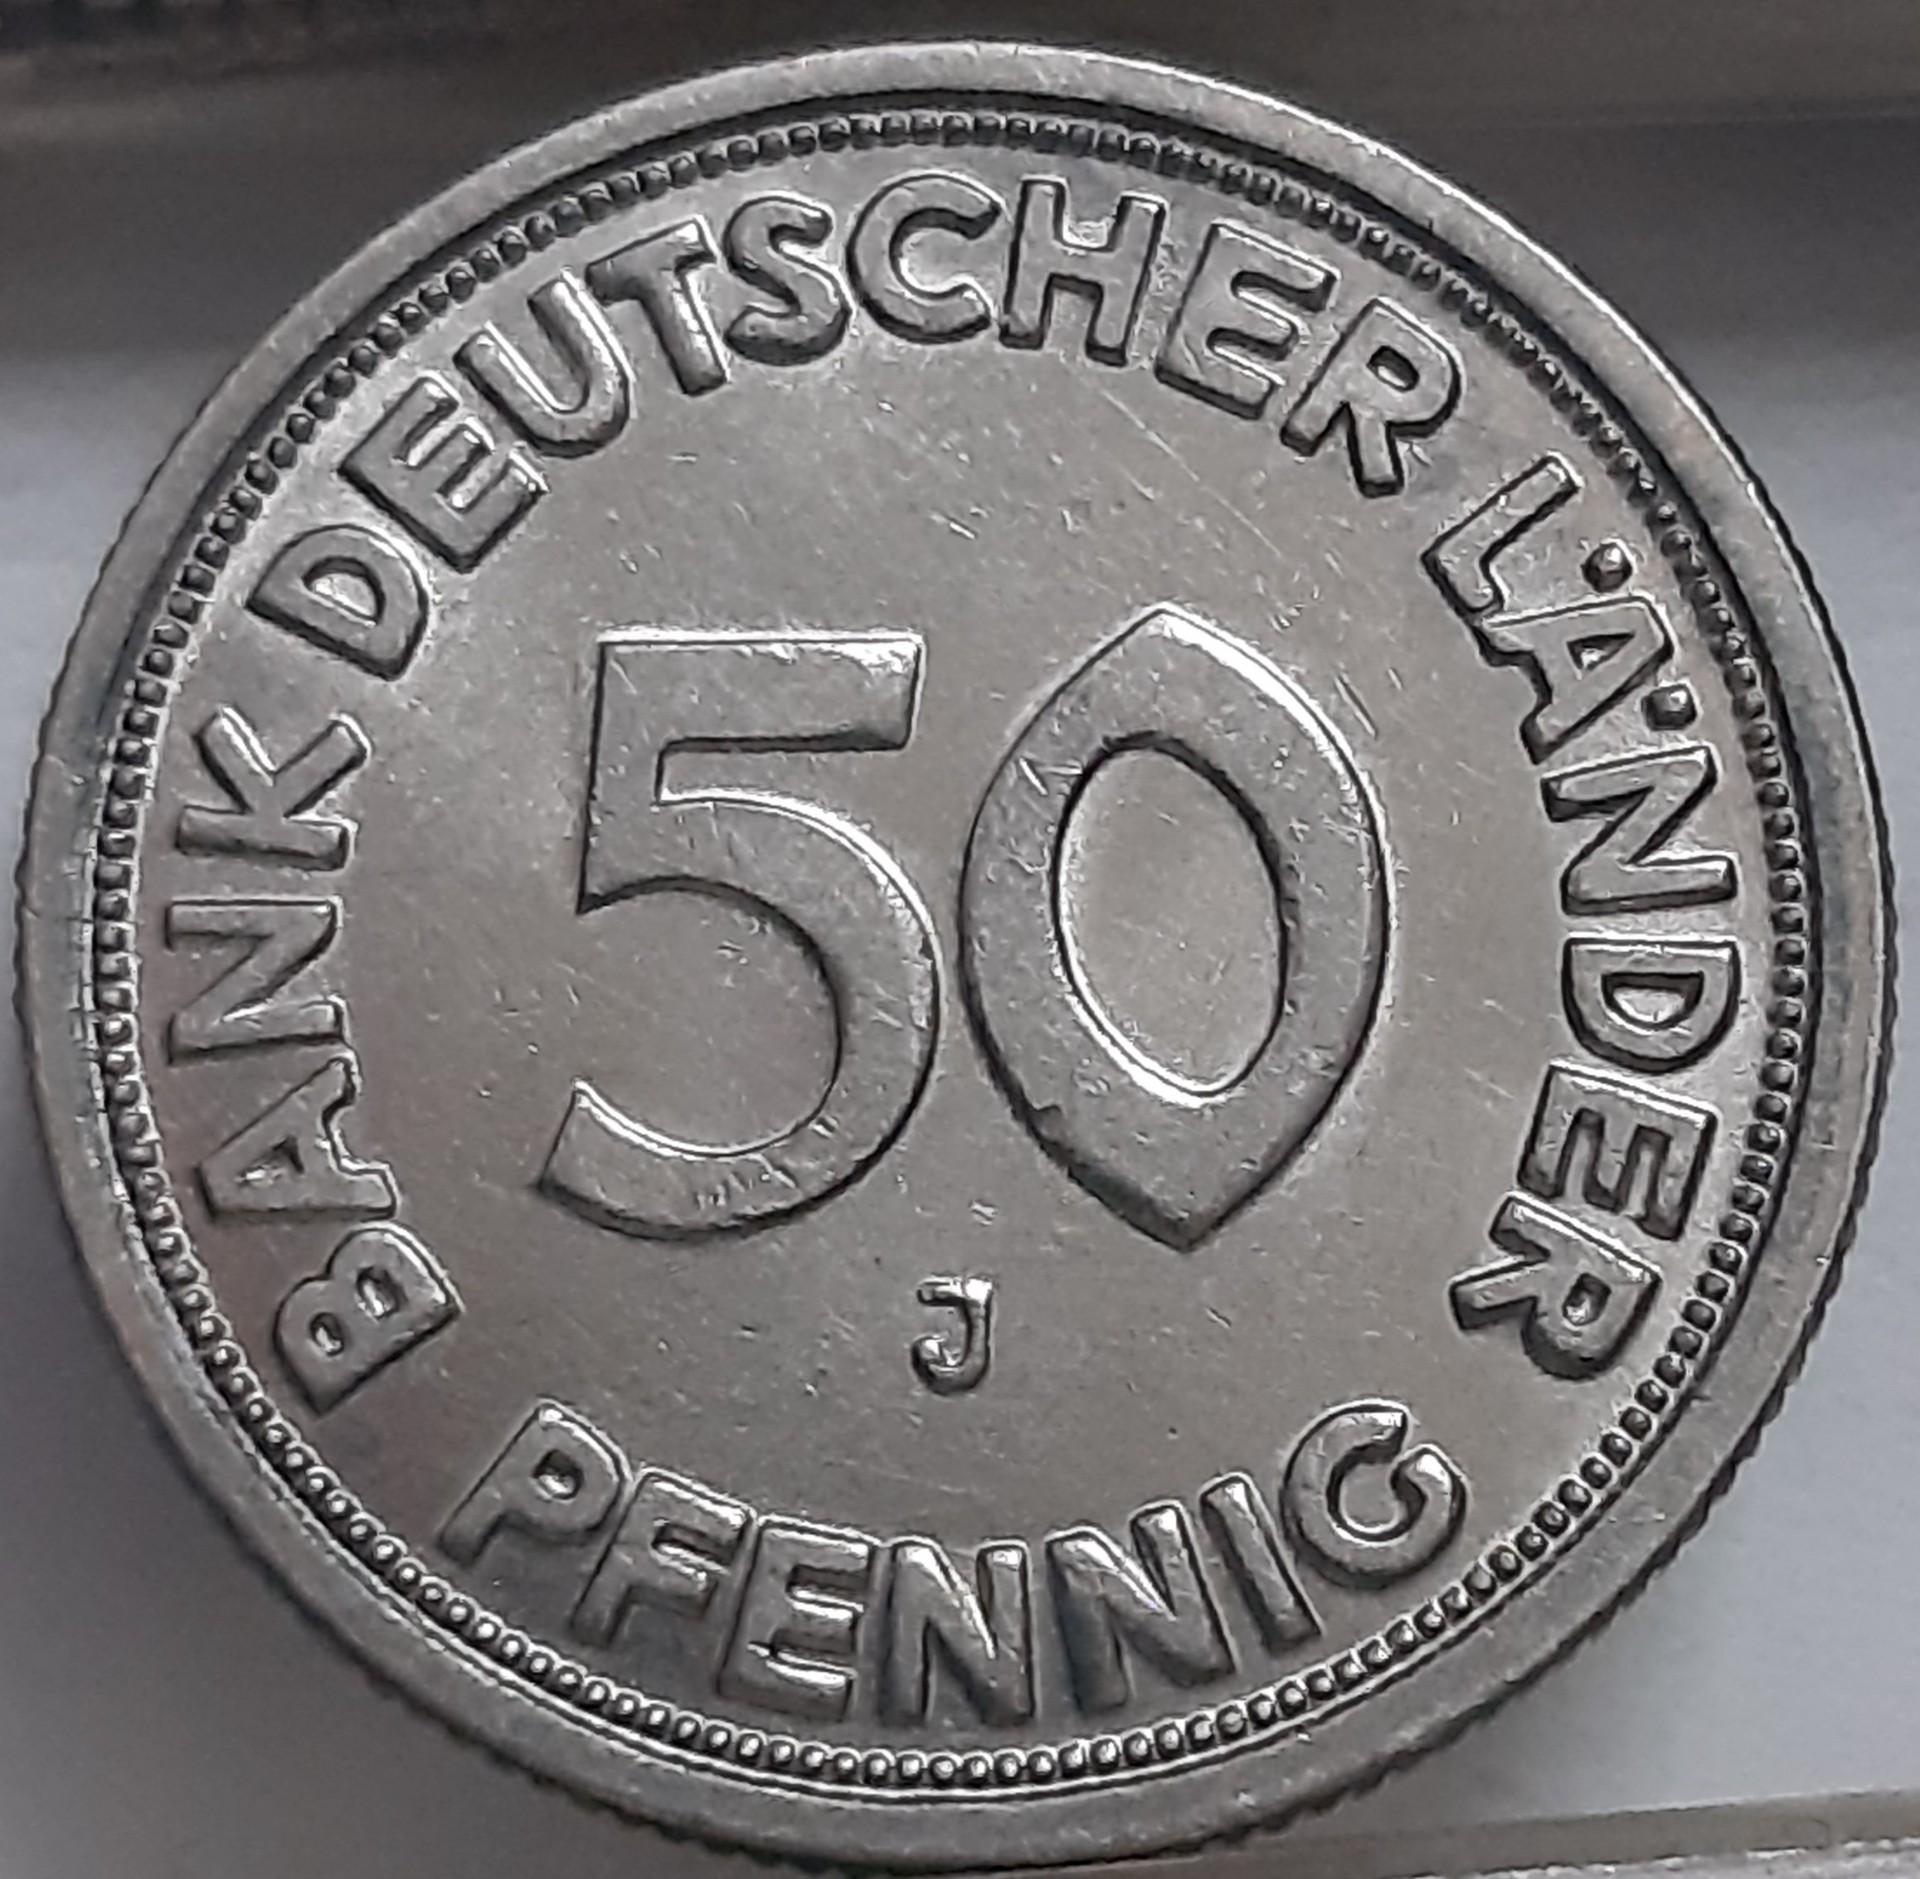 BANK DEUTSCHER LÄNDER
50
J
PFENNIG